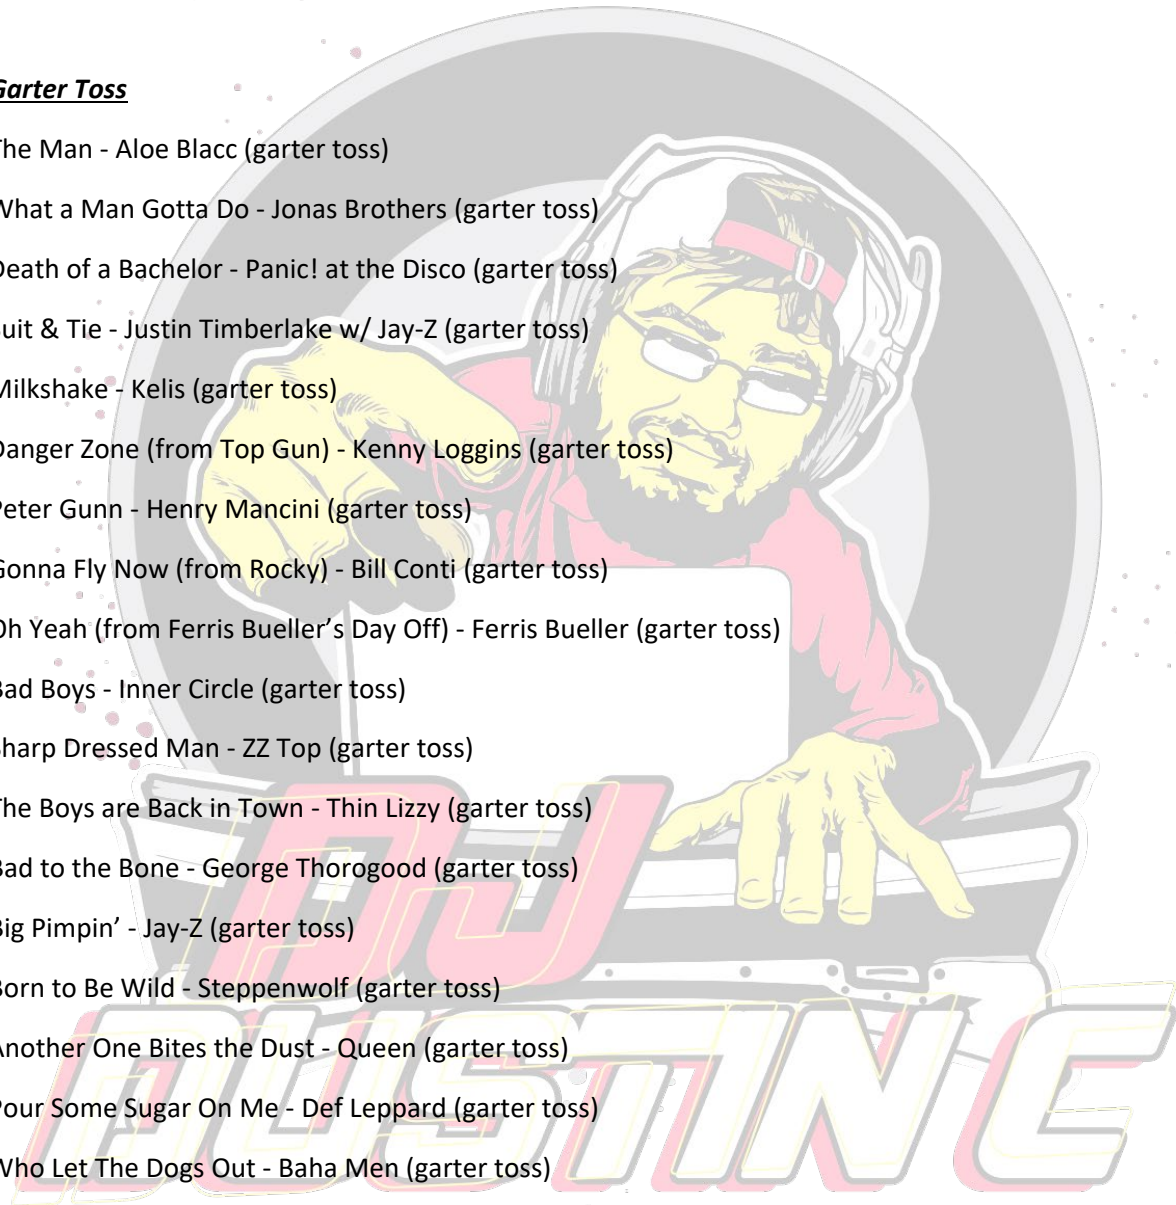 Garter Toss
The Man - Aloe Blacc (garter toss)
What a Man Gotta Do - Jonas Brothers (garter toss)
Death of a Bachelor - Panic! at the Disco (garter toss)
Suit & Tie - Justin Timberlake w/ Jay-Z (garter toss)
Milkshake - Kelis (garter toss)
Danger Zone (from Top Gun) - Kenny Loggins (garter toss)
Peter Gunn - Henry Mancini (garter toss)
Gonna Fly Now (from Rocky) - Bill Conti (garter toss)
Oh Yeah (from Ferris Bueller’s Day Off) - Ferris Bueller (garter toss)
Bad Boys - Inner Circle (garter toss)
Sharp Dressed Man - ZZ Top (garter toss)
The Boys are Back in Town - Thin Lizzy (garter toss)
Bad to the Bone - George Thorogood (garter toss)
Big Pimpin’ - Jay-Z (garter toss)
Born to Be Wild - Steppenwolf (garter toss)
Another One Bites the Dust - Queen (garter toss)
Pour Some Sugar On Me - Def Leppard (garter toss)
Who Let The Dogs Out - Baha Men (garter toss)
DJ
DUSTIN C